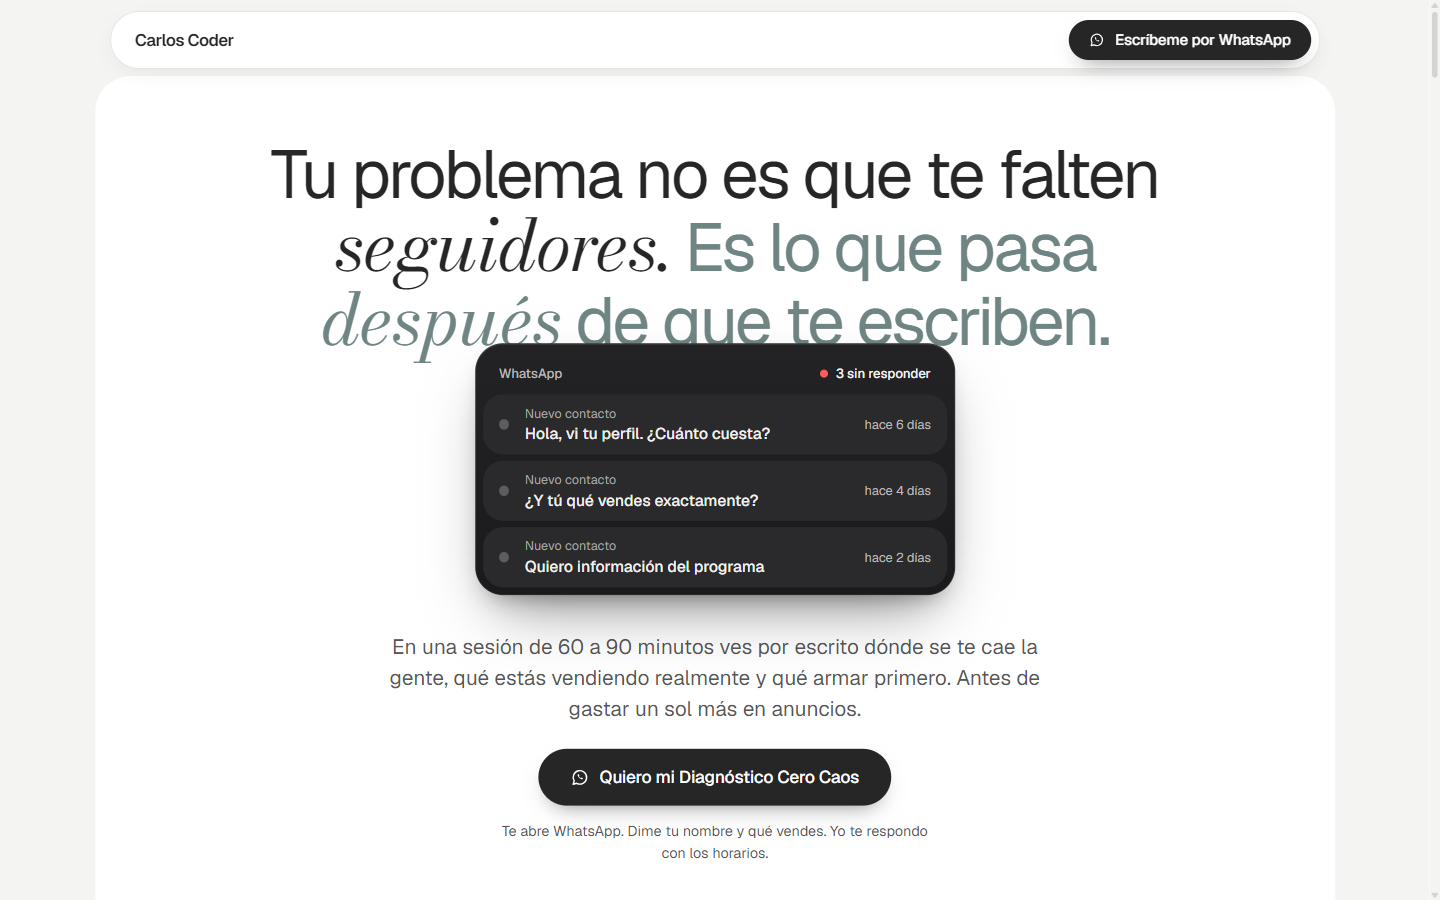 Carlos Coder
Escríbeme por WhatsApp
Tu problema no es que te falten
seguidores. Es lo que pasa
después de que te escriben.
WhatsApp
3 sin responder
Nuevo contacto
Hola, vi tu perfil. ¿Cuánto cuesta?
hace 6 días
Nuevo contacto
¿Y tú qué vendes exactamente?
hace 4 días
Nuevo contacto
Quiero información del programa
hace 2 días
En una sesión de 60 a 90 minutos ves por escrito dónde se te cae la
gente, qué estás vendiendo realmente y qué armar primero. Antes de
gastar un sol más en anuncios.
Quiero mi Diagnóstico Cero Caos
Te abre WhatsApp. Dime tu nombre y qué vendes. Yo te respondo
con los horarios.